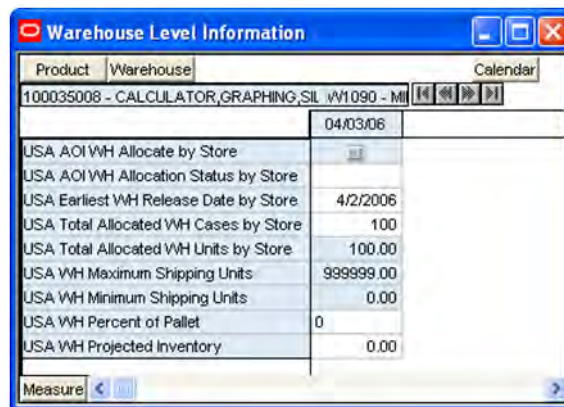 Warehouse Level Information
Product Warehouse Calendar
100035008 - CALCULATOR,GRAPHING,SIL W1090 - MI
04/03/06
USA AOI WH Allocate by Store
USA AOI WH Allocation Status by Store
USA Earliest WH Release Date by Store 4/2/2006
USA Total Allocated WH Cases by Store 100
USA Total Allocated WH Units by Store 100.00
USA WH Maximum Shipping Units 999999.00
USA WH Minimum Shipping Units 0.00
USA WH Percent of Pallet 0
USA WH Projected Inventory 0.00
Measure